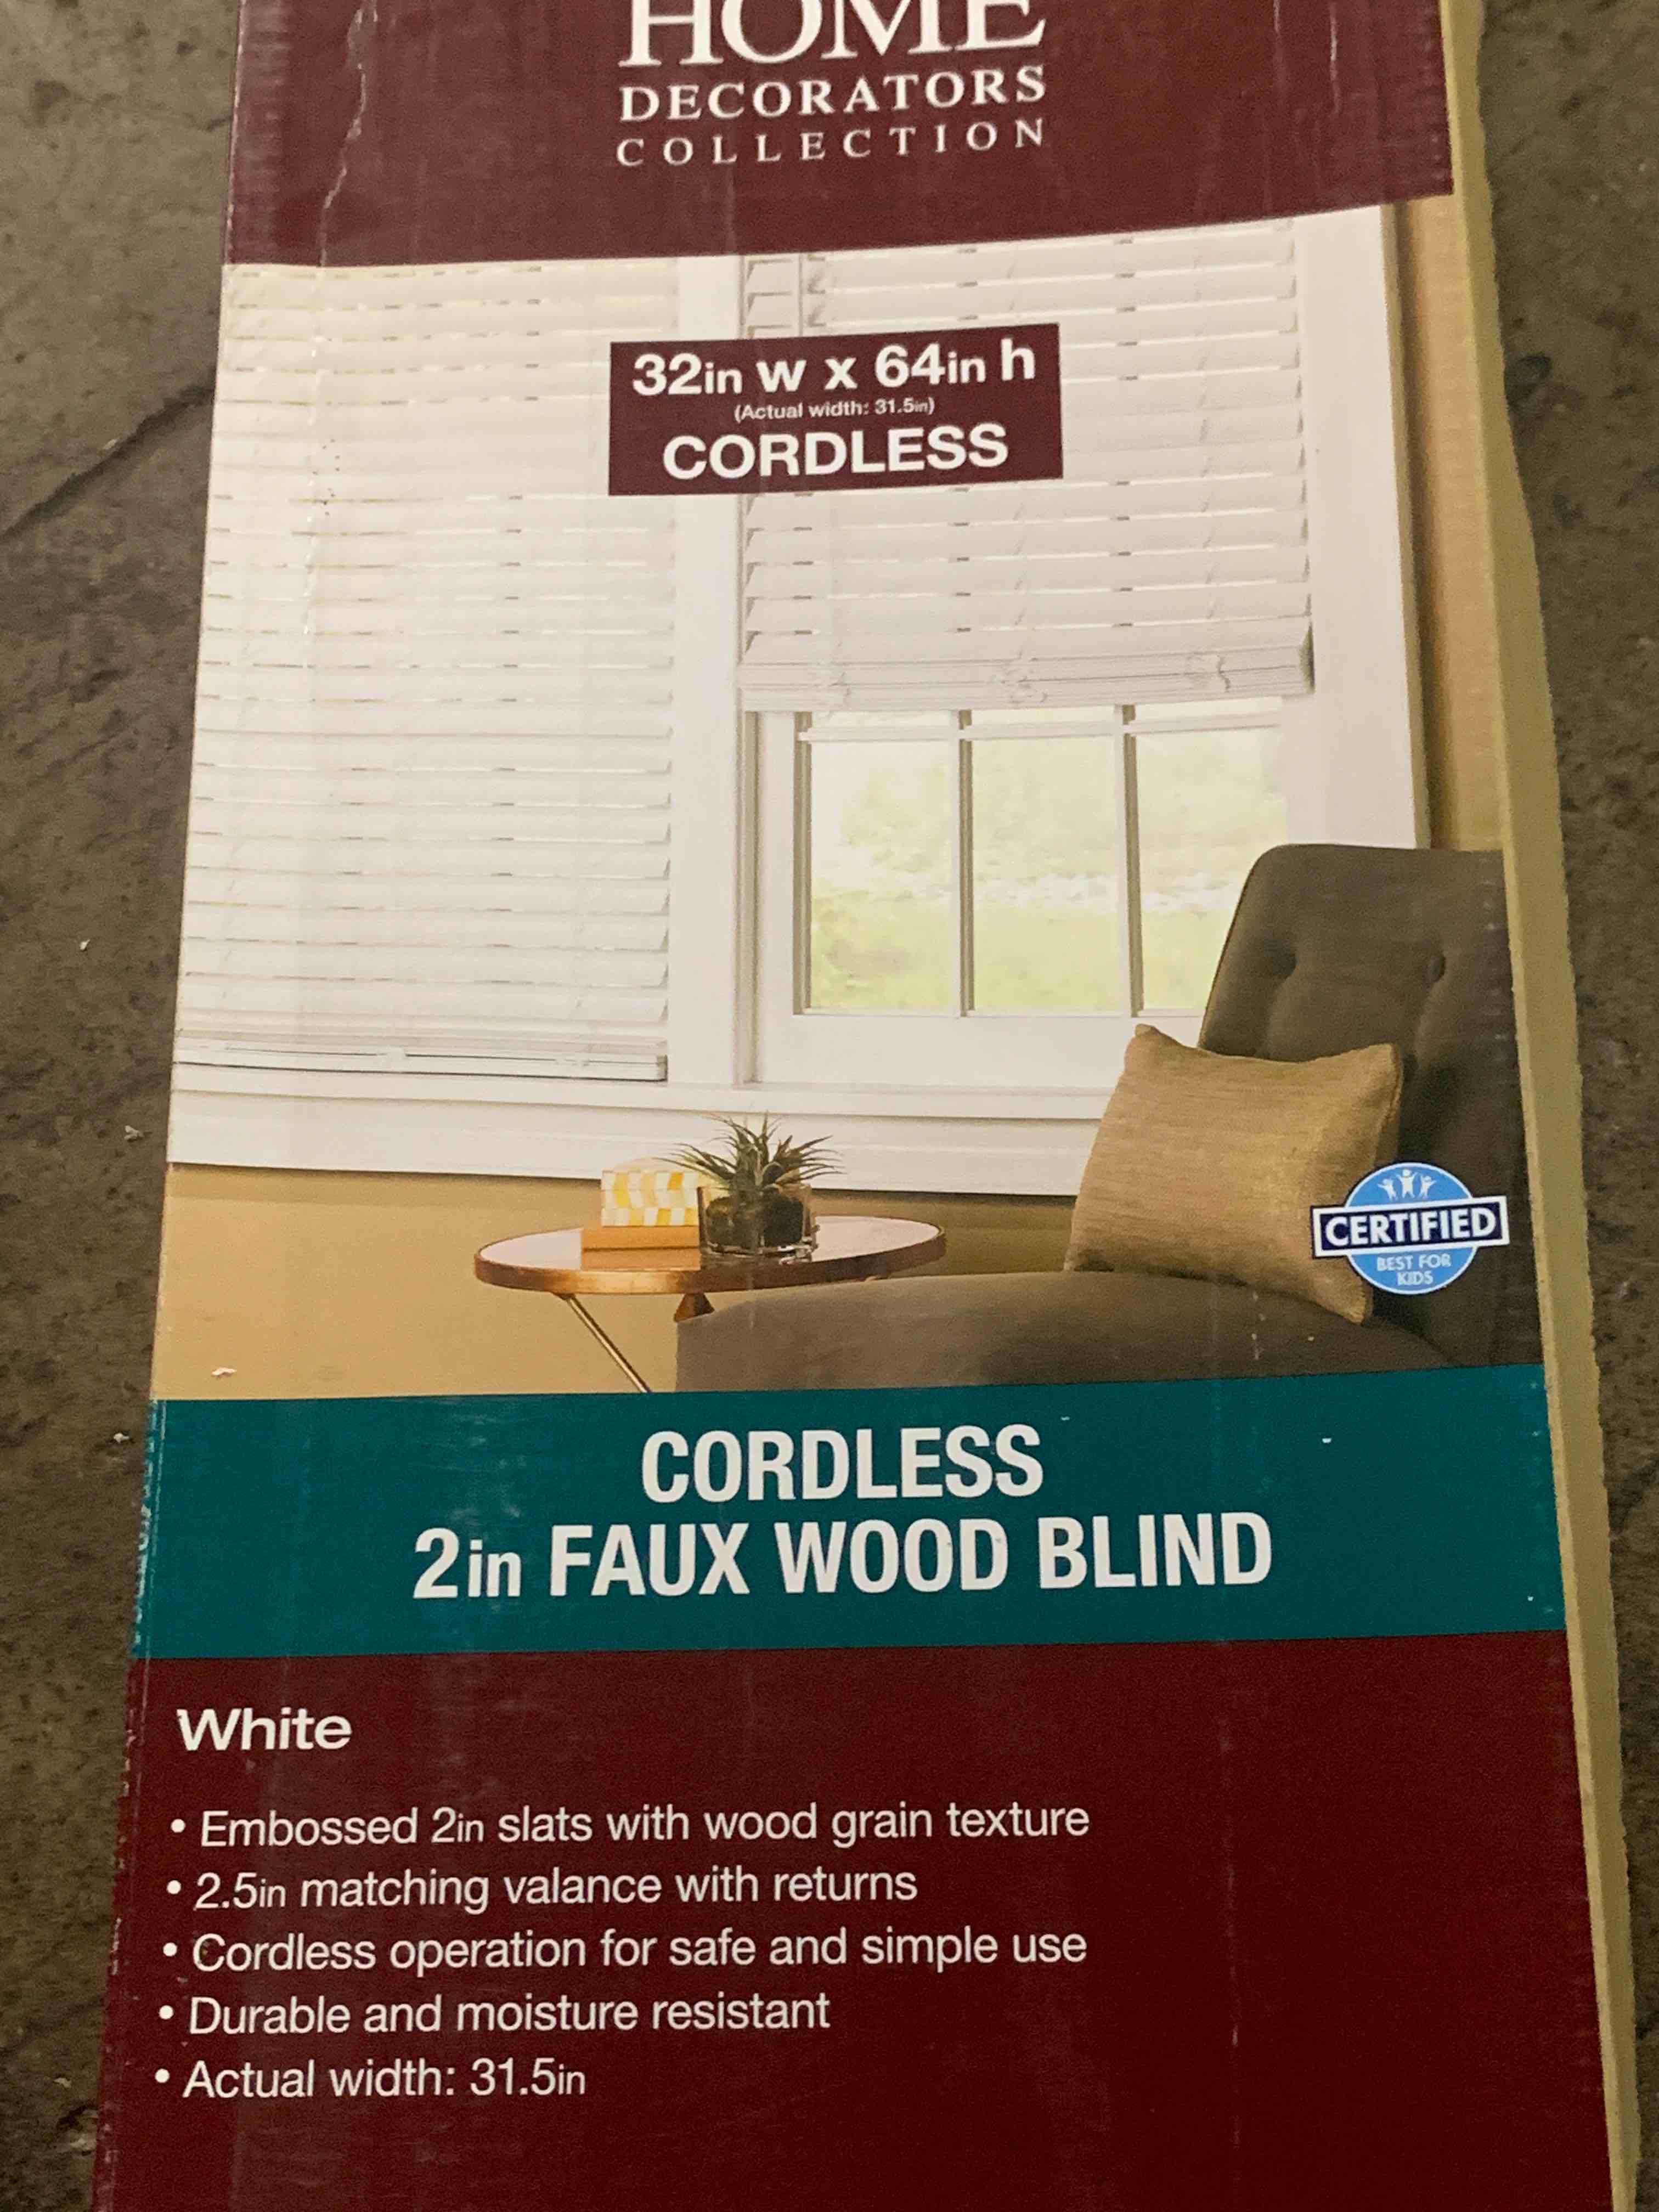 HOME
DECORATORS
COLLECTION
32in w x 64in h
(Actual width: 31.5in)
CORDLESS
CERTIFIED
BEST FOR
KIDS
CORDLESS
2in FAUX WOOD BLIND
White
• Embossed 2in slats with wood grain texture
• 2.5in matching valance with returns
• Cordless operation for safe and simple use
• Durable and moisture resistant
• Actual width: 31.5in